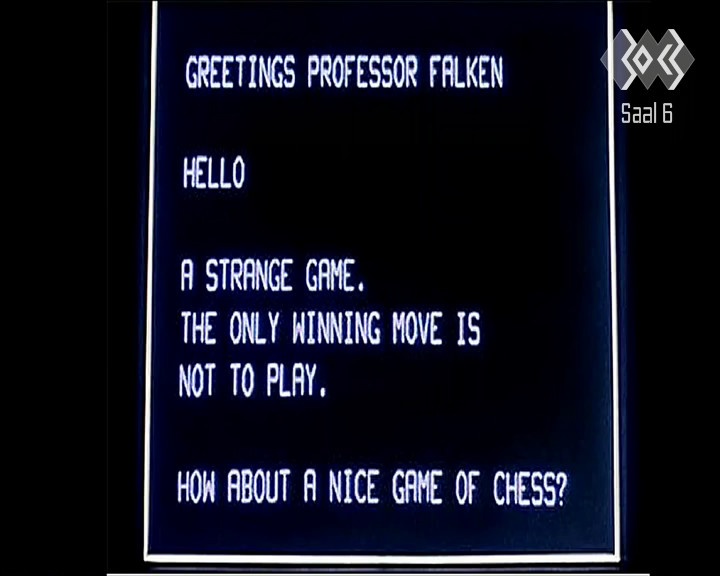 GREETINGS PROFESSOR FALKEN
HELLO
A STRANGE GAME.
THE ONLY WINNING MOVE IS
NOT TO PLAY.
HOW ABOUT A NICE GAME OF CHESS?
Saal 6